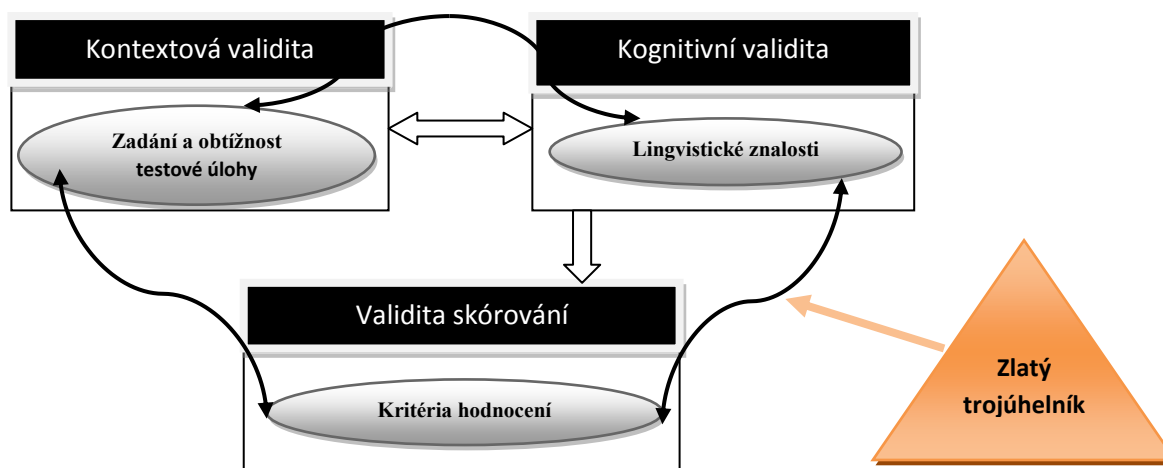 Kontextová validita
Kognitivní validita
Zadání a obtížnost
testové úlohy
Lingvistické znalosti
Validita skórování
Kritéria hodnocení
Zlatý
trojúhelník